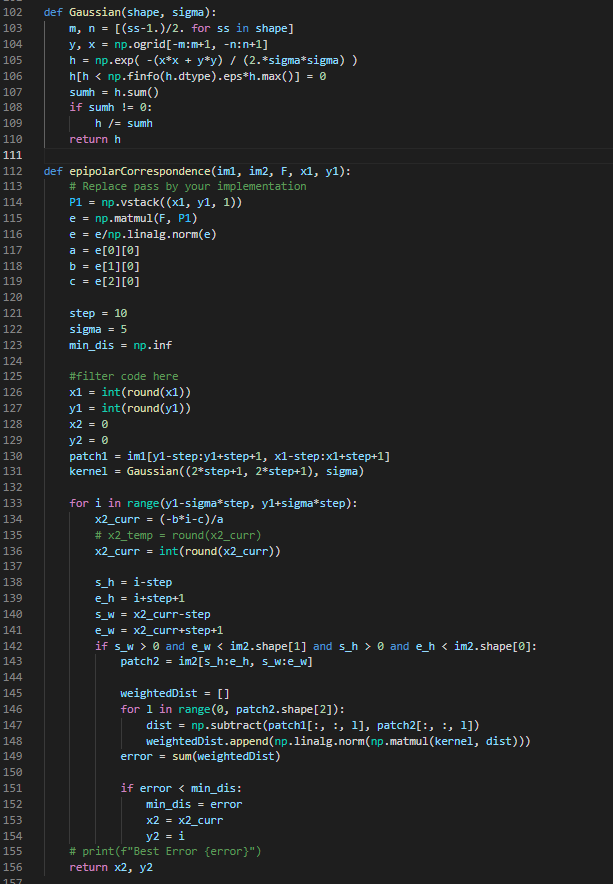 102 def Gaussian(shape, sigma):
103     m, n = [(ss-1.)/2. for ss in shape]
104     y, x = np.ogrid[-m:m+1, -n:n+1]
105     h = np.exp( -(x*x + y*y) / (2.*sigma*sigma) )
106     h[h < np.finfo(h.dtype).eps*h.max()] = 0
107     sumh = h.sum()
108     if sumh != 0:
109         h /= sumh
110     return h
111
112 def epipolarCorrespondence(im1, im2, F, x1, y1):
113     # Replace pass by your implementation
114     P1 = np.vstack((x1, y1, 1))
115     e = np.matmul(F, P1)
116     e = e/np.linalg.norm(e)
117     a = e[0][0]
118     b = e[1][0]
119     c = e[2][0]
120
121     step = 10
122     sigma = 5
123     min_dis = np.inf
124
125     #filter code here
126     x1 = int(round(x1))
127     y1 = int(round(y1))
128     x2 = 0
129     y2 = 0
130     patch1 = im1[y1-step:y1+step+1, x1-step:x1+step+1]
131     kernel = Gaussian((2*step+1, 2*step+1), sigma)
132
133     for i in range(y1-sigma*step, y1+sigma*step):
134         x2_curr = (-b*i-c)/a
135         # x2_temp = round(x2_curr)
136         x2_curr = int(round(x2_curr))
137
138         s_h = i-step
139         e_h = i+step+1
140         s_w = x2_curr-step
141         e_w = x2_curr+step+1
142         if s_w > 0 and e_w < im2.shape[1] and s_h > 0 and e_h < im2.shape[0]:
143             patch2 = im2[s_h:e_h, s_w:e_w]
144
145             weightedDist = []
146             for l in range(0, patch2.shape[2]):
147                 dist = np.subtract(patch1[:, :, l], patch2[:, :, l])
148                 weightedDist.append(np.linalg.norm(np.matmul(kernel, dist)))
149             error = sum(weightedDist)
150
151             if error < min_dis:
152                 min_dis = error
153                 x2 = x2_curr
154                 y2 = i
155     # print(f"Best Error {error}")
156     return x2, y2
157